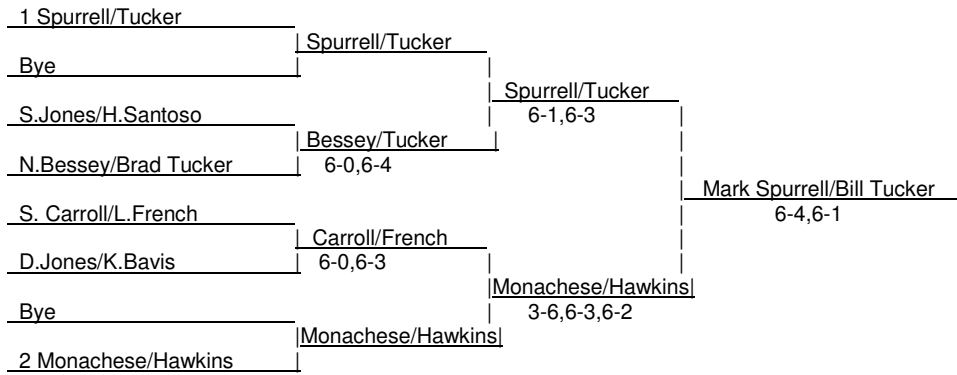 1 Spurrell/Tucker
Spurrell/Tucker
Bye
Spurrell/Tucker
S.Jones/H.Santoso
6-1,6-3
Bessey/Tucker
N.Bessey/Brad Tucker
6-0,6-4
Mark Spurrell/Bill Tucker
S. Carroll/L.French
6-4,6-1
Carroll/French
D.Jones/K.Bavis
6-0,6-3
Monachese/Hawkins
Bye
3-6,6-3,6-2
Monachese/Hawkins
2 Monachese/Hawkins